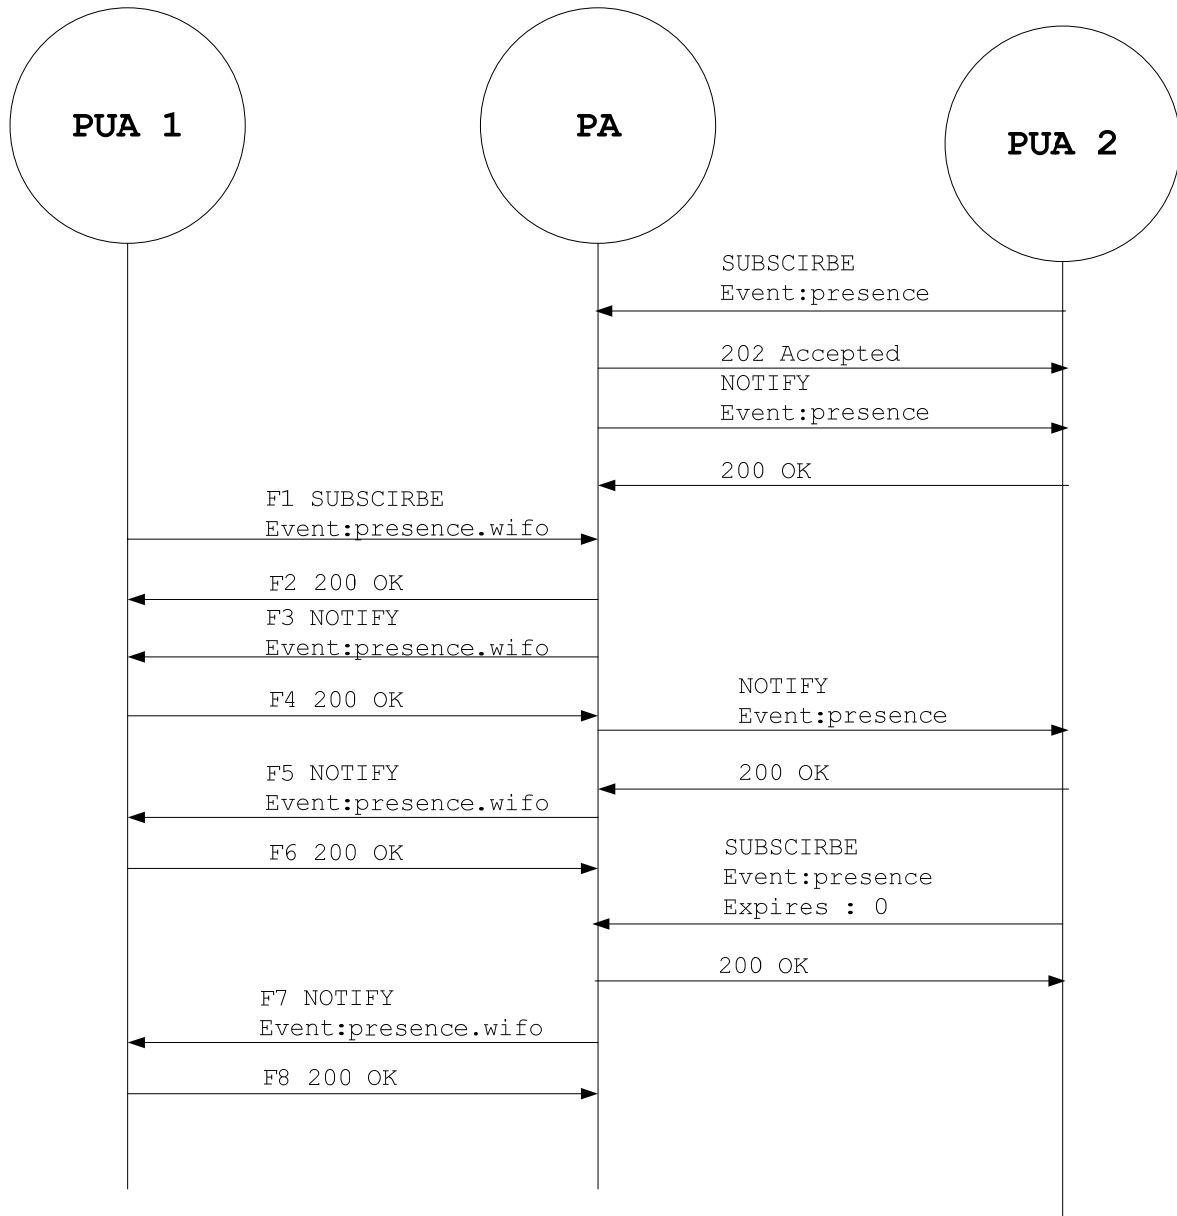 PUA 1
PA
PUA 2
SUBSCIRBE
Event:presence
202 Accepted
NOTIFY
Event:presence
200 OK
F1 SUBSCIRBE
Event:presence.wifo
F2 200 OK
F3 NOTIFY
Event:presence.wifo
F4 200 OK
NOTIFY
Event:presence
200 OK
F5 NOTIFY
Event:presence.wifo
F6 200 OK
SUBSCIRBE
Event:presence
Expires : 0
200 OK
F7 NOTIFY
Event:presence.wifo
F8 200 OK